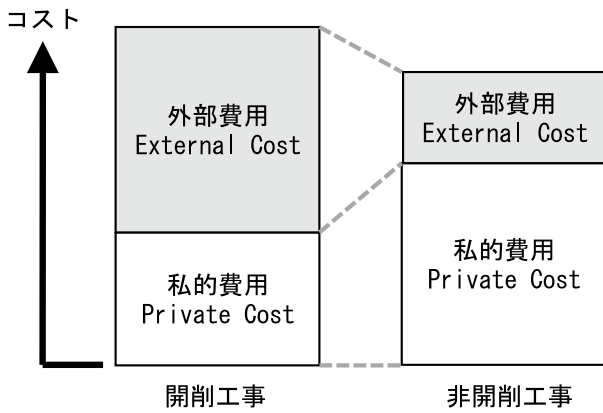 コスト
外部費用
External Cost
私的費用
Private Cost
開削工事
外部費用
External Cost
私的費用
Private Cost
非開削工事